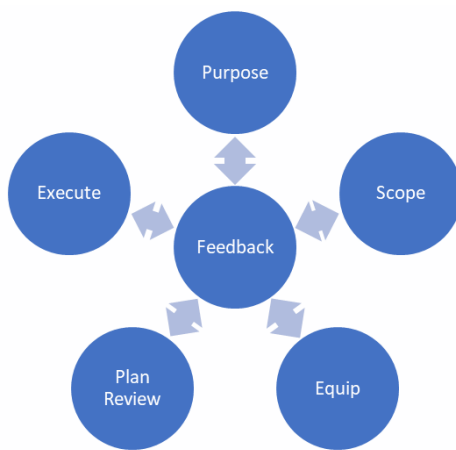 Purpose
Execute
Scope
Feedback
Plan
Review
Equip